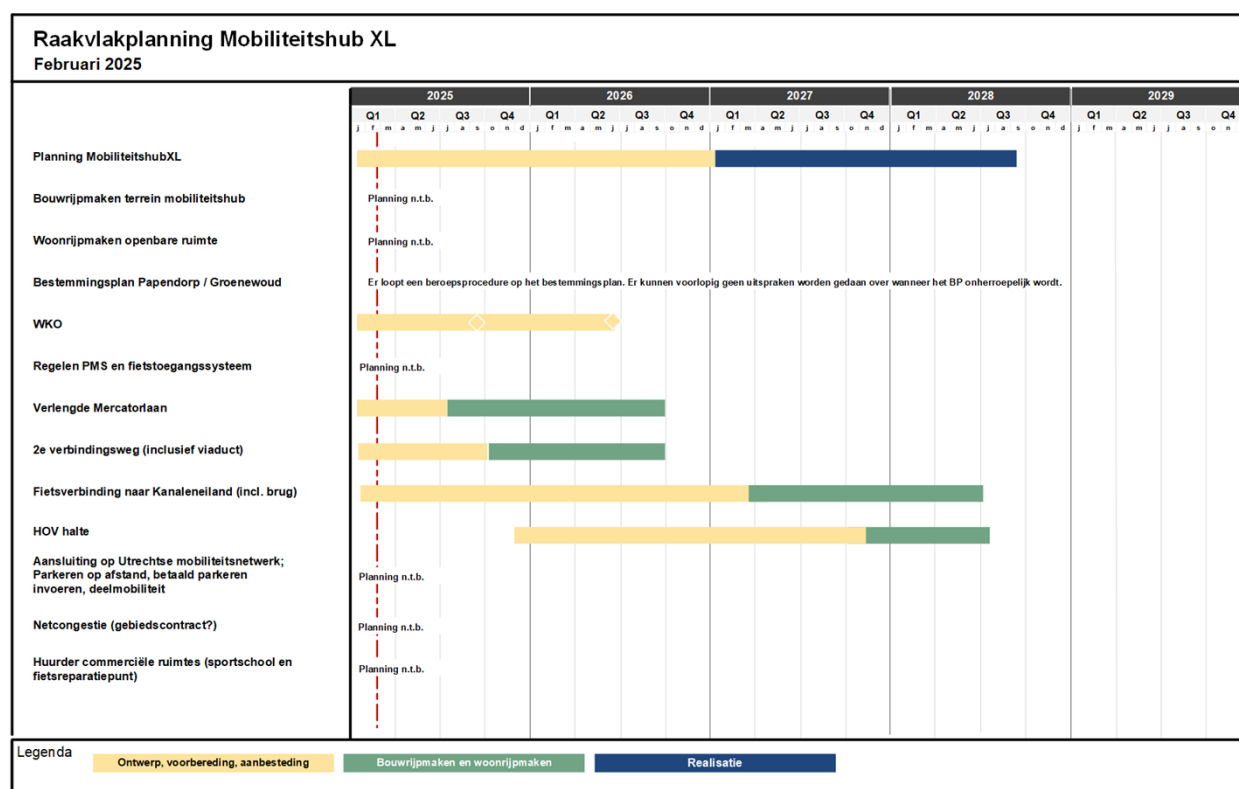 Raakvlakplanning Mobiliteitshub XL
Februari 2025
2025 2026 2027 2028 2029
Q1 Q2 Q3 Q4 Q1 Q2 Q3 Q4 Q1 Q2 Q3 Q4 Q1 Q2 Q3 Q4 Q1 Q2 Q3 Q4
j f m a m j j a s o n d j f m a m j j a s o n d j f m a m j j a s o n d j f m a m j j a s o n d j f m a m j j a s o n
Planning MobiliteitshubXL
Bouwrijpmaken terrein mobiliteitshub Planning n.t.b.
Woonrijpmaken openbare ruimte Planning n.t.b.
Bestemmingsplan Papendorp / Groenewoud Er loopt een beroepsprocedure op het bestemmingsplan. Er kunnen voorlopig geen uitspraken worden gedaan over wanneer het BP onherroepelijk wordt.
WKO
Regelen PMS en fietstoegangssysteem Planning n.t.b.
Verlengde Mercatorlaan
2e verbindingsweg (inclusief viaduct)
Fietsverbinding naar Kanaleneiland (incl. brug)
HOV halte
Aansluiting op Utrechtse mobiliteitsnetwerk;
Parkeren op afstand, betaald parkeren Planning n.t.b.
invoeren, deelmobiliteit
Netcongestie (gebiedscontract?) Planning n.t.b.
Huurder commerciële ruimtes (sportschool en Planning n.t.b.
fietsreparatiepunt)
Legenda
Ontwerp, voorbereding, aanbesteding Bouwrijpmaken en woonrijpmaken Realisatie